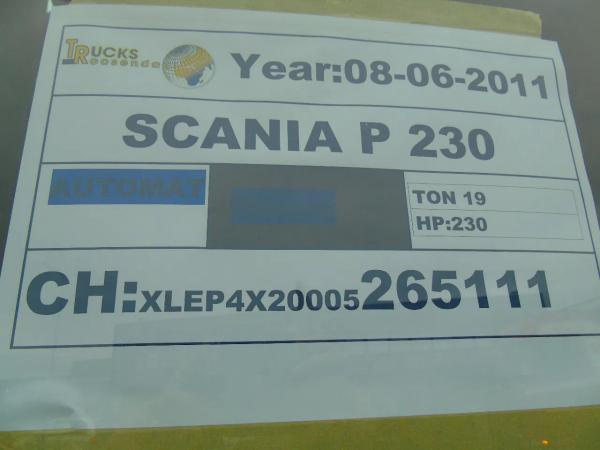 TRUCKS
Roosendaal
Year:08-06-2011
SCANIA P 230
AUTOMAT
TON 19
HP:230
CH:XLEP4X20005265111